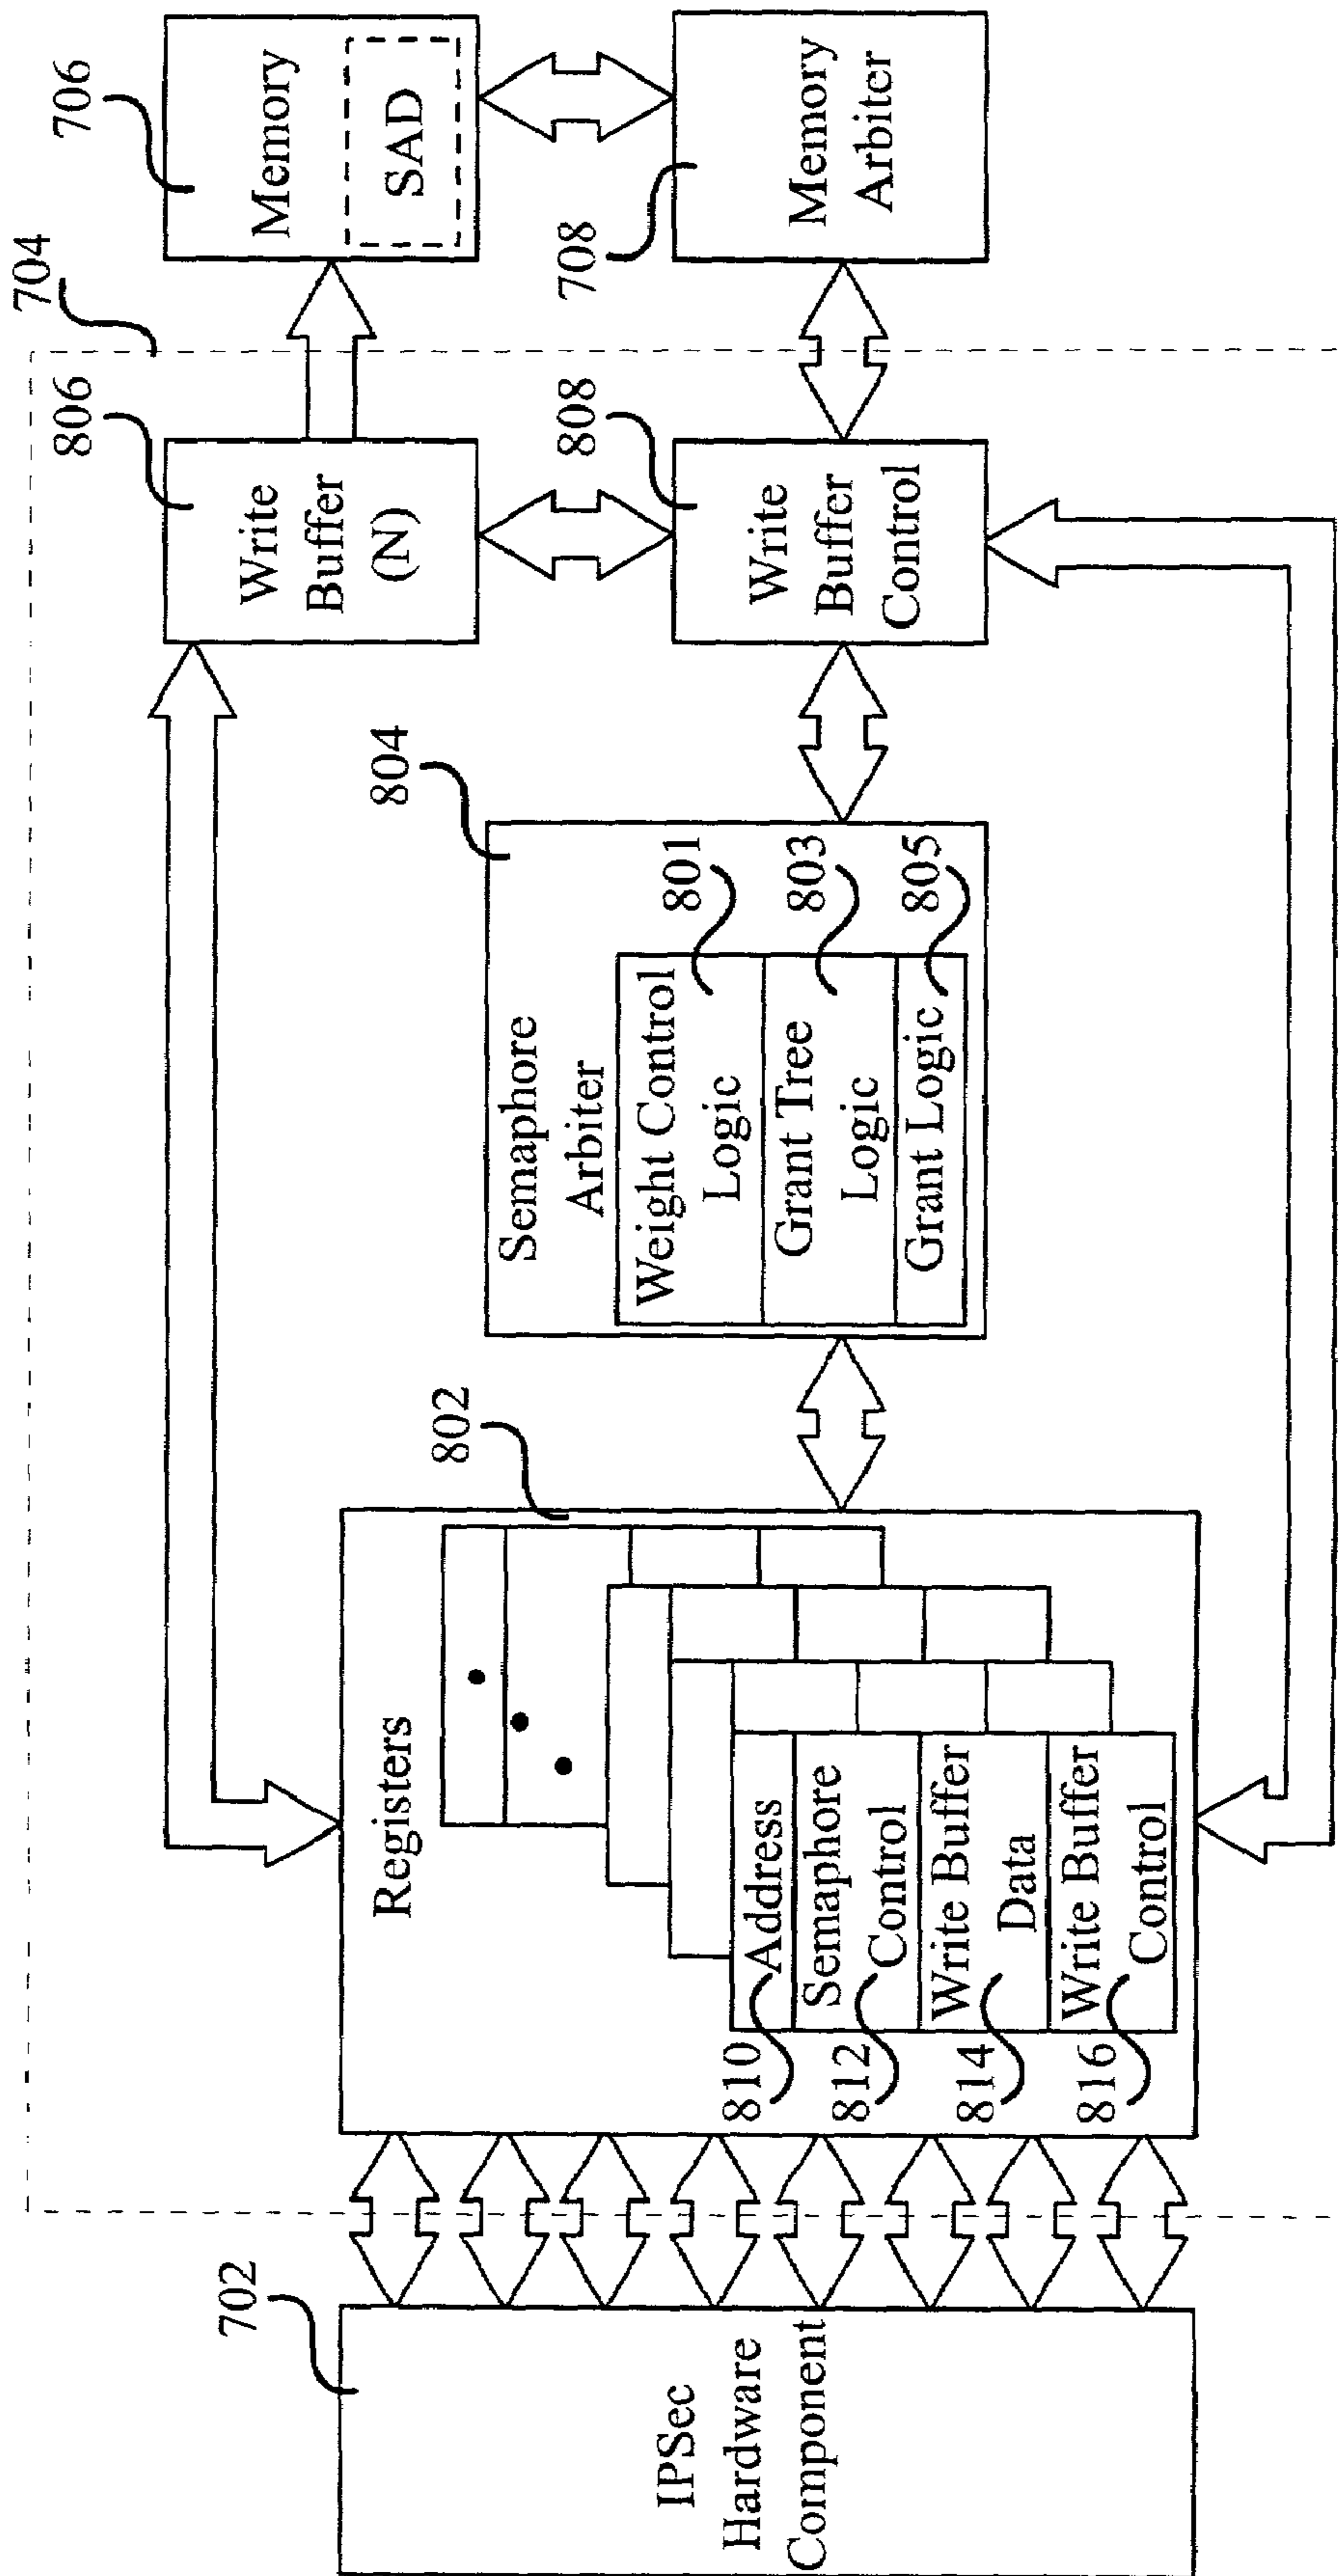 702
IPSec
Hardware
Component
Registers
802
810
Address
812
Semaphore
Control
814
Write Buffer
Data
816
Write Buffer
Control
804
Semaphore
Arbiter
Weight Control
Logic
801
Grant Tree
Logic
803
Grant Logic
805
704
806
Write
Buffer
(N)
808
Write
Buffer
Control
706
Memory
SAD
708
Memory
Arbiter